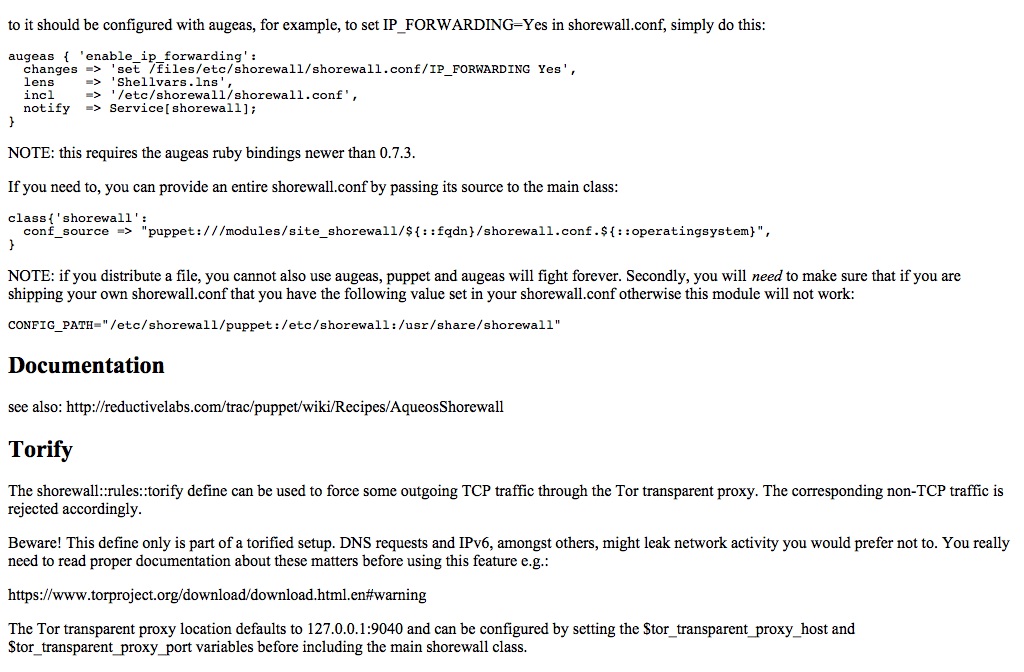 to it should be configured with augeas, for example, to set IP_FORWARDING=Yes in shorewall.conf, simply do this:
augeas { 'enable_ip_forwarding':
  changes => 'set /files/etc/shorewall/shorewall.conf/IP_FORWARDING Yes',
  lens    => 'Shellvars.lns',
  incl    => '/etc/shorewall/shorewall.conf',
  notify  => Service[shorewall];
}
NOTE: this requires the augeas ruby bindings newer than 0.7.3.
If you need to, you can provide an entire shorewall.conf by passing its source to the main class:
class{'shorewall':
  conf_source => "puppet:///modules/site_shorewall/${::fqdn}/shorewall.conf.${::operatingsystem}",
}
NOTE: if you distribute a file, you cannot also use augeas, puppet and augeas will fight forever. Secondly, you will need to make sure that if you are
shipping your own shorewall.conf that you have the following value set in your shorewall.conf otherwise this module will not work:
CONFIG_PATH="/etc/shorewall/puppet:/etc/shorewall:/usr/share/shorewall"
Documentation
see also: http://reductivelabs.com/trac/puppet/wiki/Recipes/AqueosShorewall
Torify
The shorewall::rules::torify define can be used to force some outgoing TCP traffic through the Tor transparent proxy. The corresponding non-TCP traffic is
rejected accordingly.
Beware! This define only is part of a torified setup. DNS requests and IPv6, amongst others, might leak network activity you would prefer not to. You really
need to read proper documentation about these matters before using this feature e.g.:
https://www.torproject.org/download/download.html.en#warning
The Tor transparent proxy location defaults to 127.0.0.1:9040 and can be configured by setting the $tor_transparent_proxy_host and
$tor_transparent_proxy_port variables before including the main shorewall class.